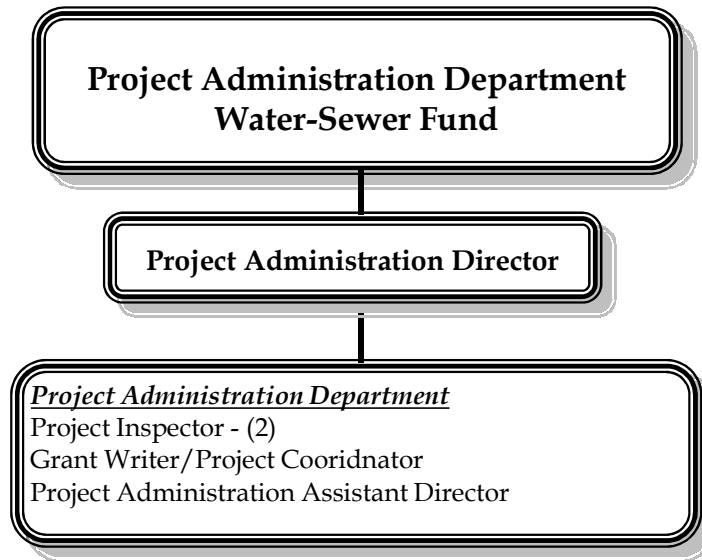 Project Administration Department
Water-Sewer Fund
Project Administration Director
Project Administration Department
Project Inspector - (2)
Grant Writer/Project Cooridnator
Project Administration Assistant Director